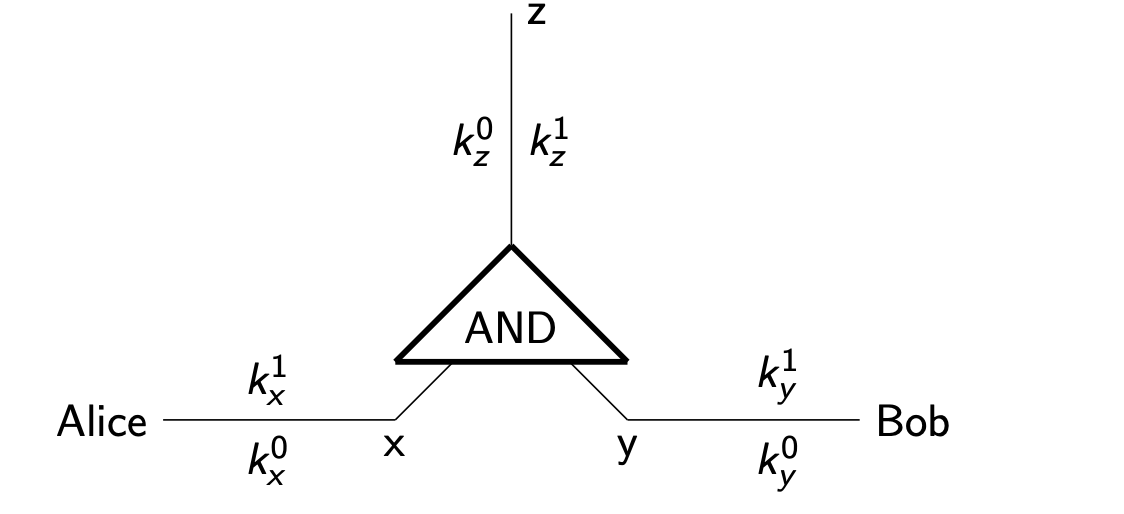 z
k_z^0 k_z^1
AND
k_x^1 k_y^1
Alice x y Bob
k_x^0 k_y^0